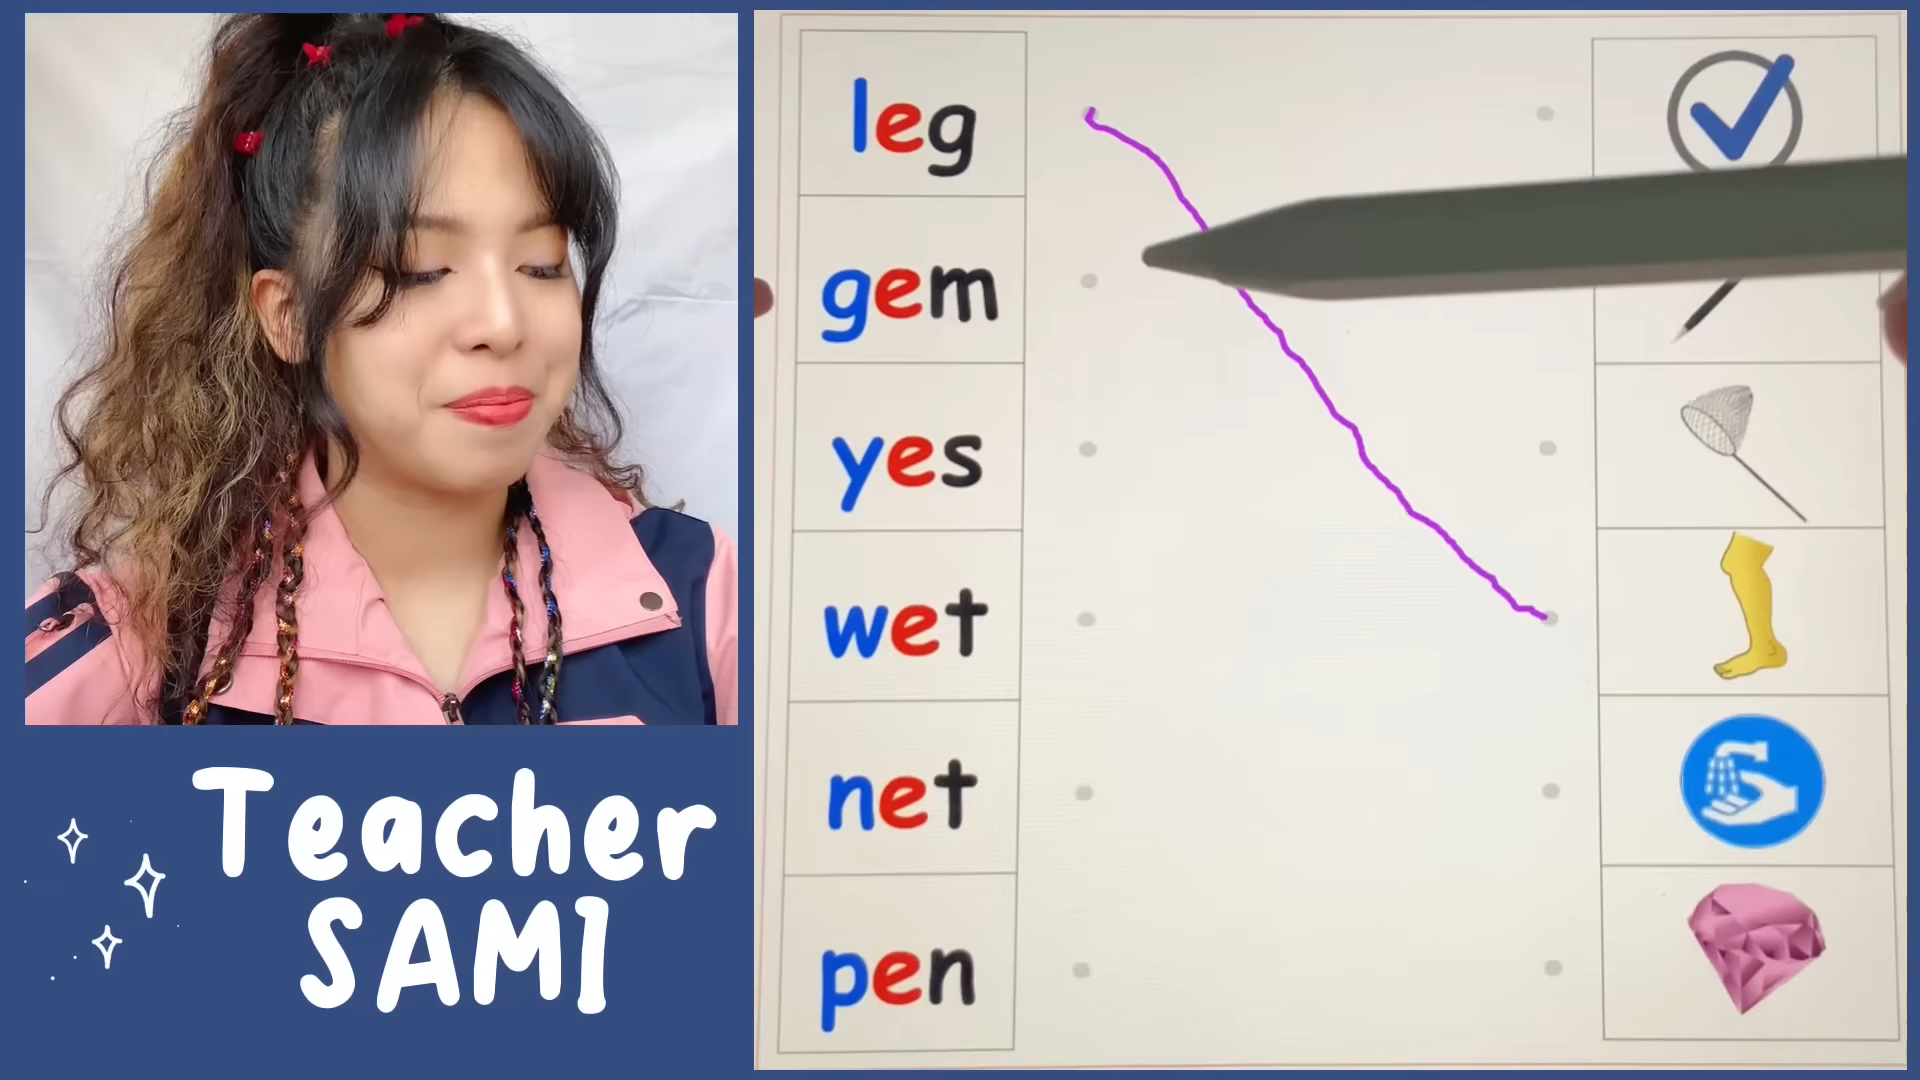 Teacher
SAMI
leg
gem
yes
wet
net
pen